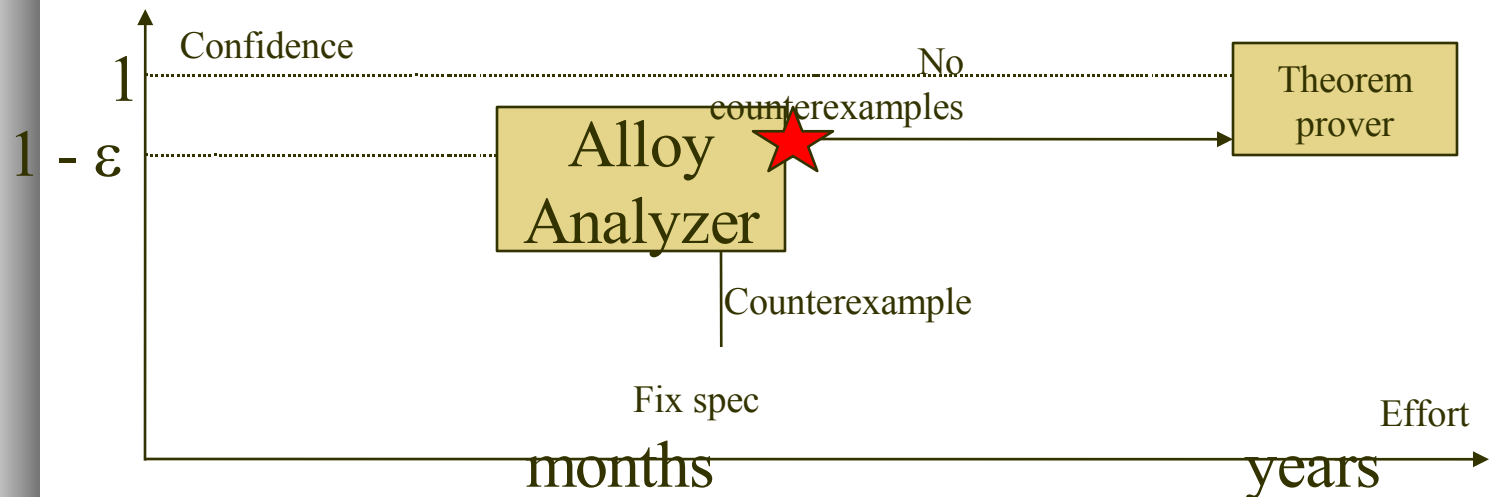 Confidence
1
No
counterexamples
Theorem
prover
1 - ε
Alloy
Analyzer
Counterexample
Fix spec
Effort
months
years